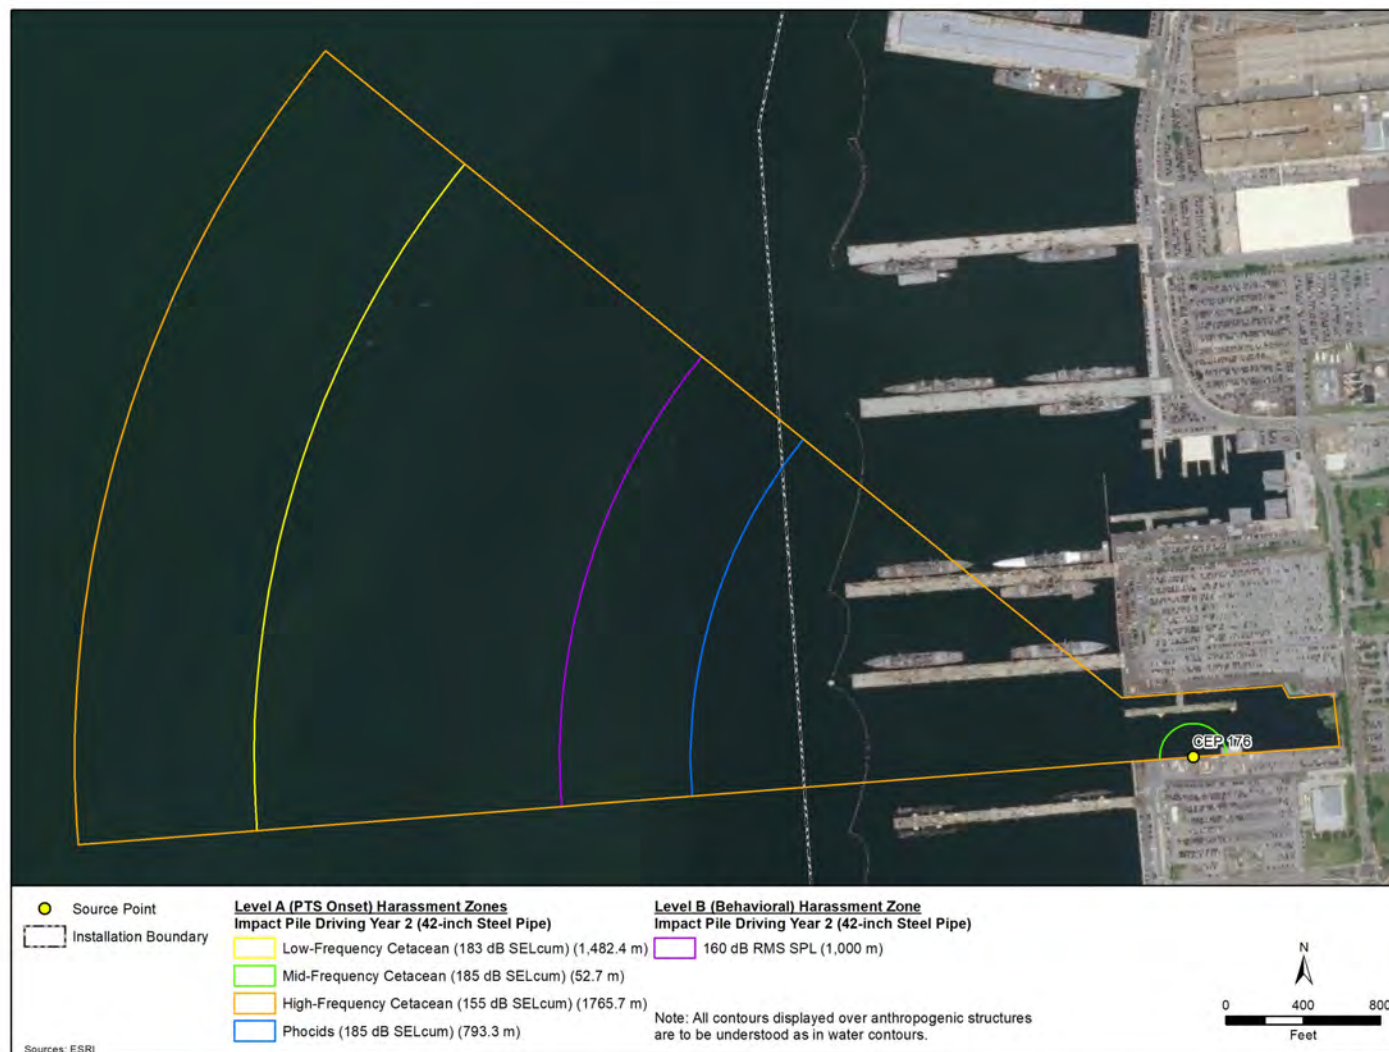 CEP 176
Source Point
Installation Boundary
Level A (PTS Onset) Harassment Zones
Impact Pile Driving Year 2 (42-inch Steel Pipe)
Low-Frequency Cetacean (183 dB SELcum) (1,482.4 m)
Mid-Frequency Cetacean (185 dB SELcum) (52.7 m)
High-Frequency Cetacean (155 dB SELcum) (1765.7 m)
Phocids (185 dB SELcum) (793.3 m)
Level B (Behavioral) Harassment Zone
Impact Pile Driving Year 2 (42-inch Steel Pipe)
160 dB RMS SPL (1,000 m)
Note: All contours displayed over anthropogenic structures
are to be understood as in water contours.
N
0 400 800
Feet
Sources: ESRI